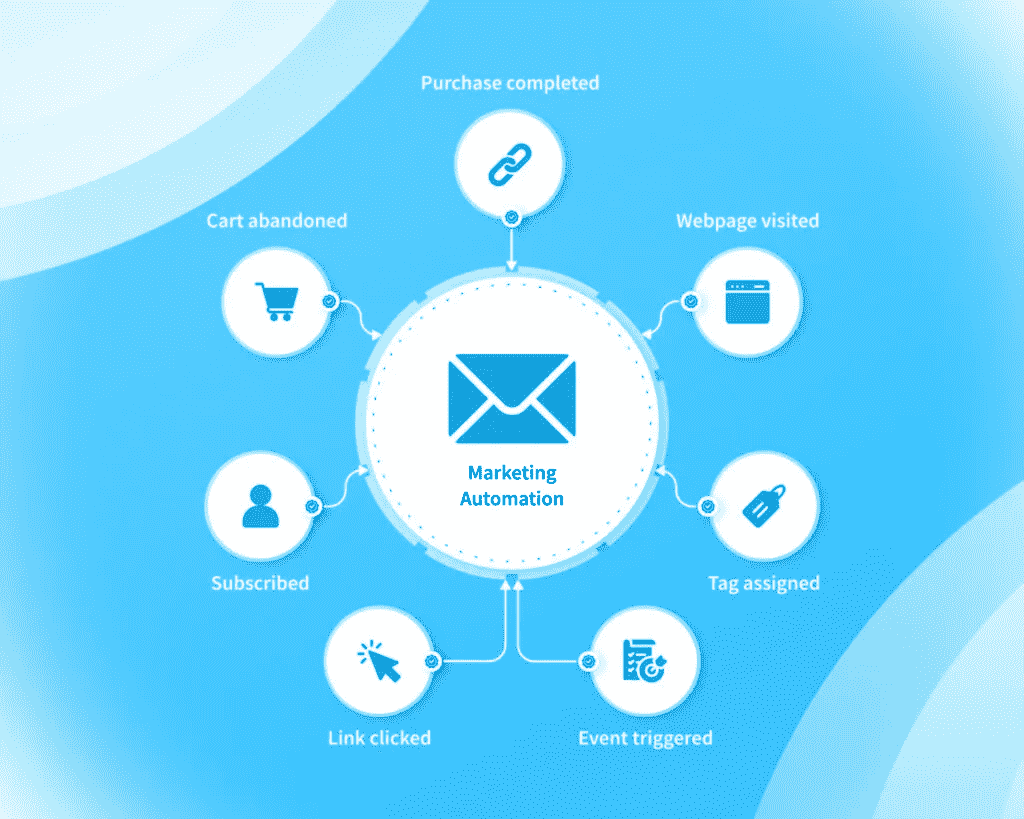 Purchase completed
Cart abandoned
Webpage visited
Marketing
Automation
Subscribed
Tag assigned
Link clicked
Event triggered